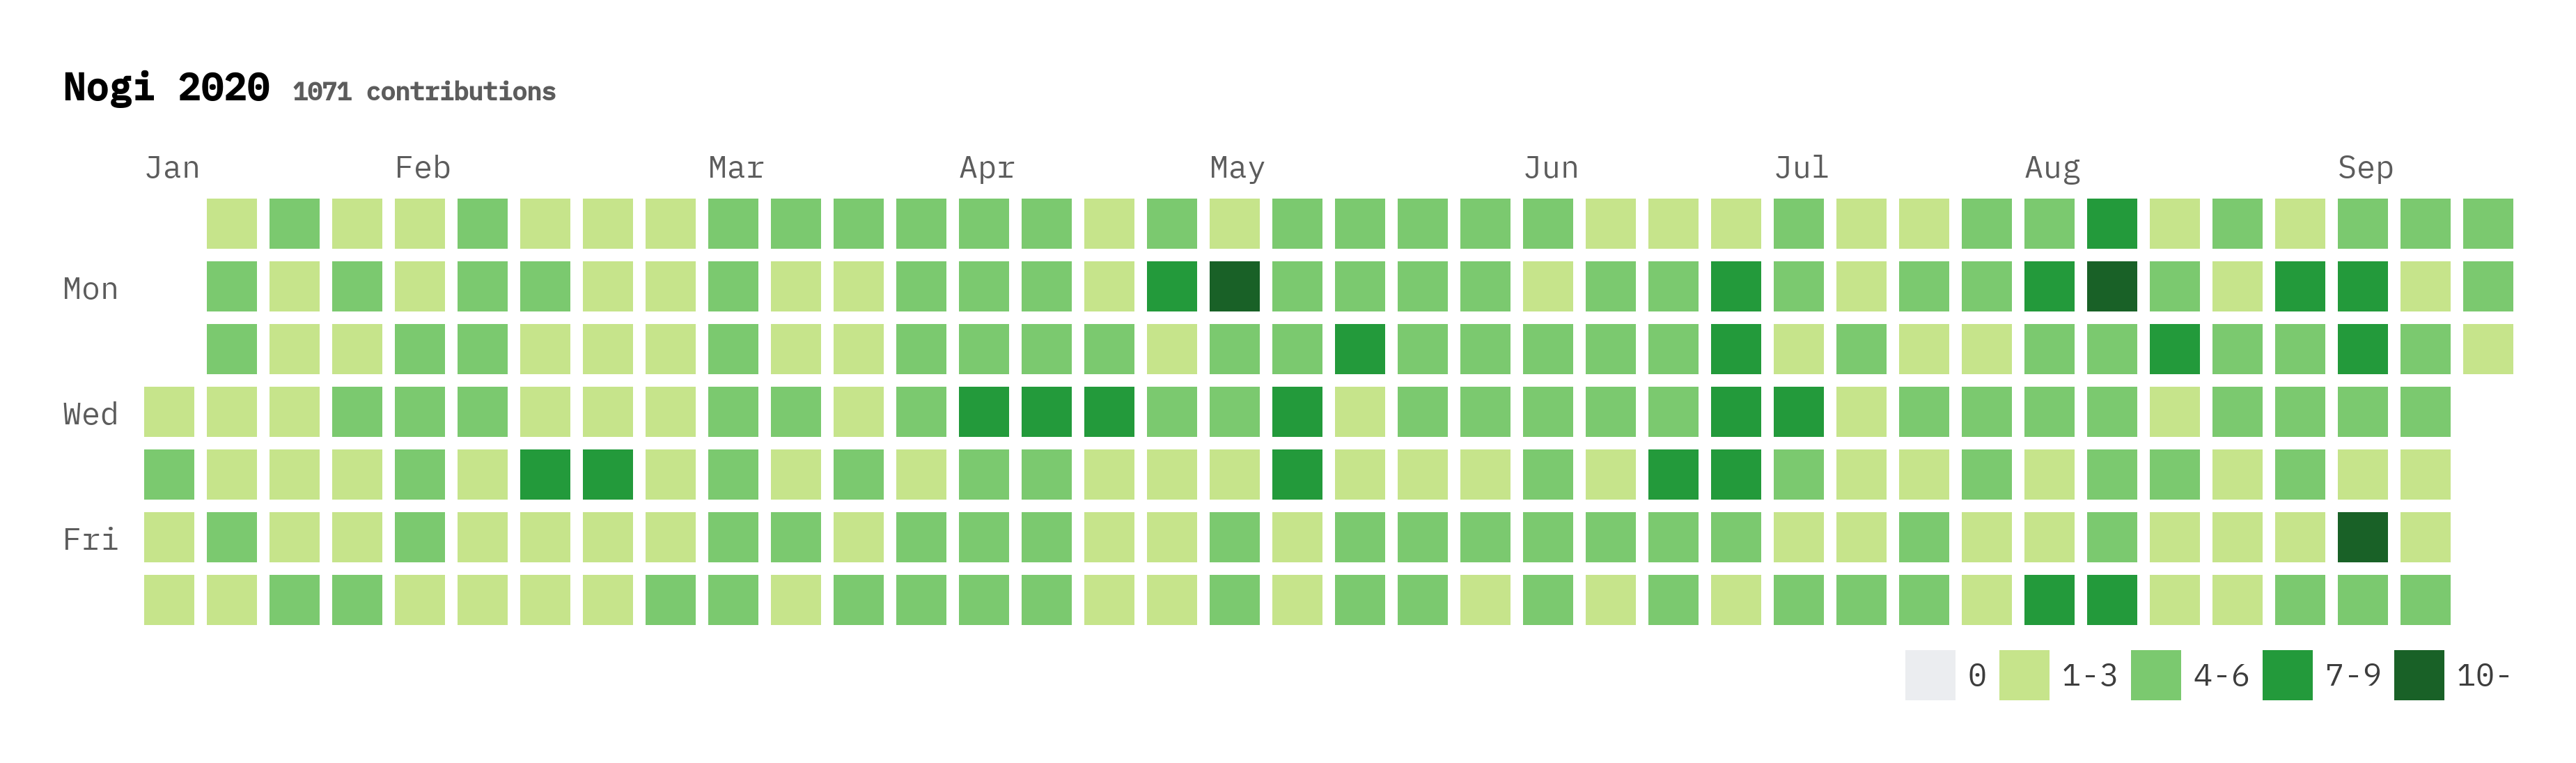 Nogi 2020 1071 contributions
Jan Feb Mar Apr May Jun Jul Aug Sep
Mon
Wed
Fri
0 1-3 4-6 7-9 10-